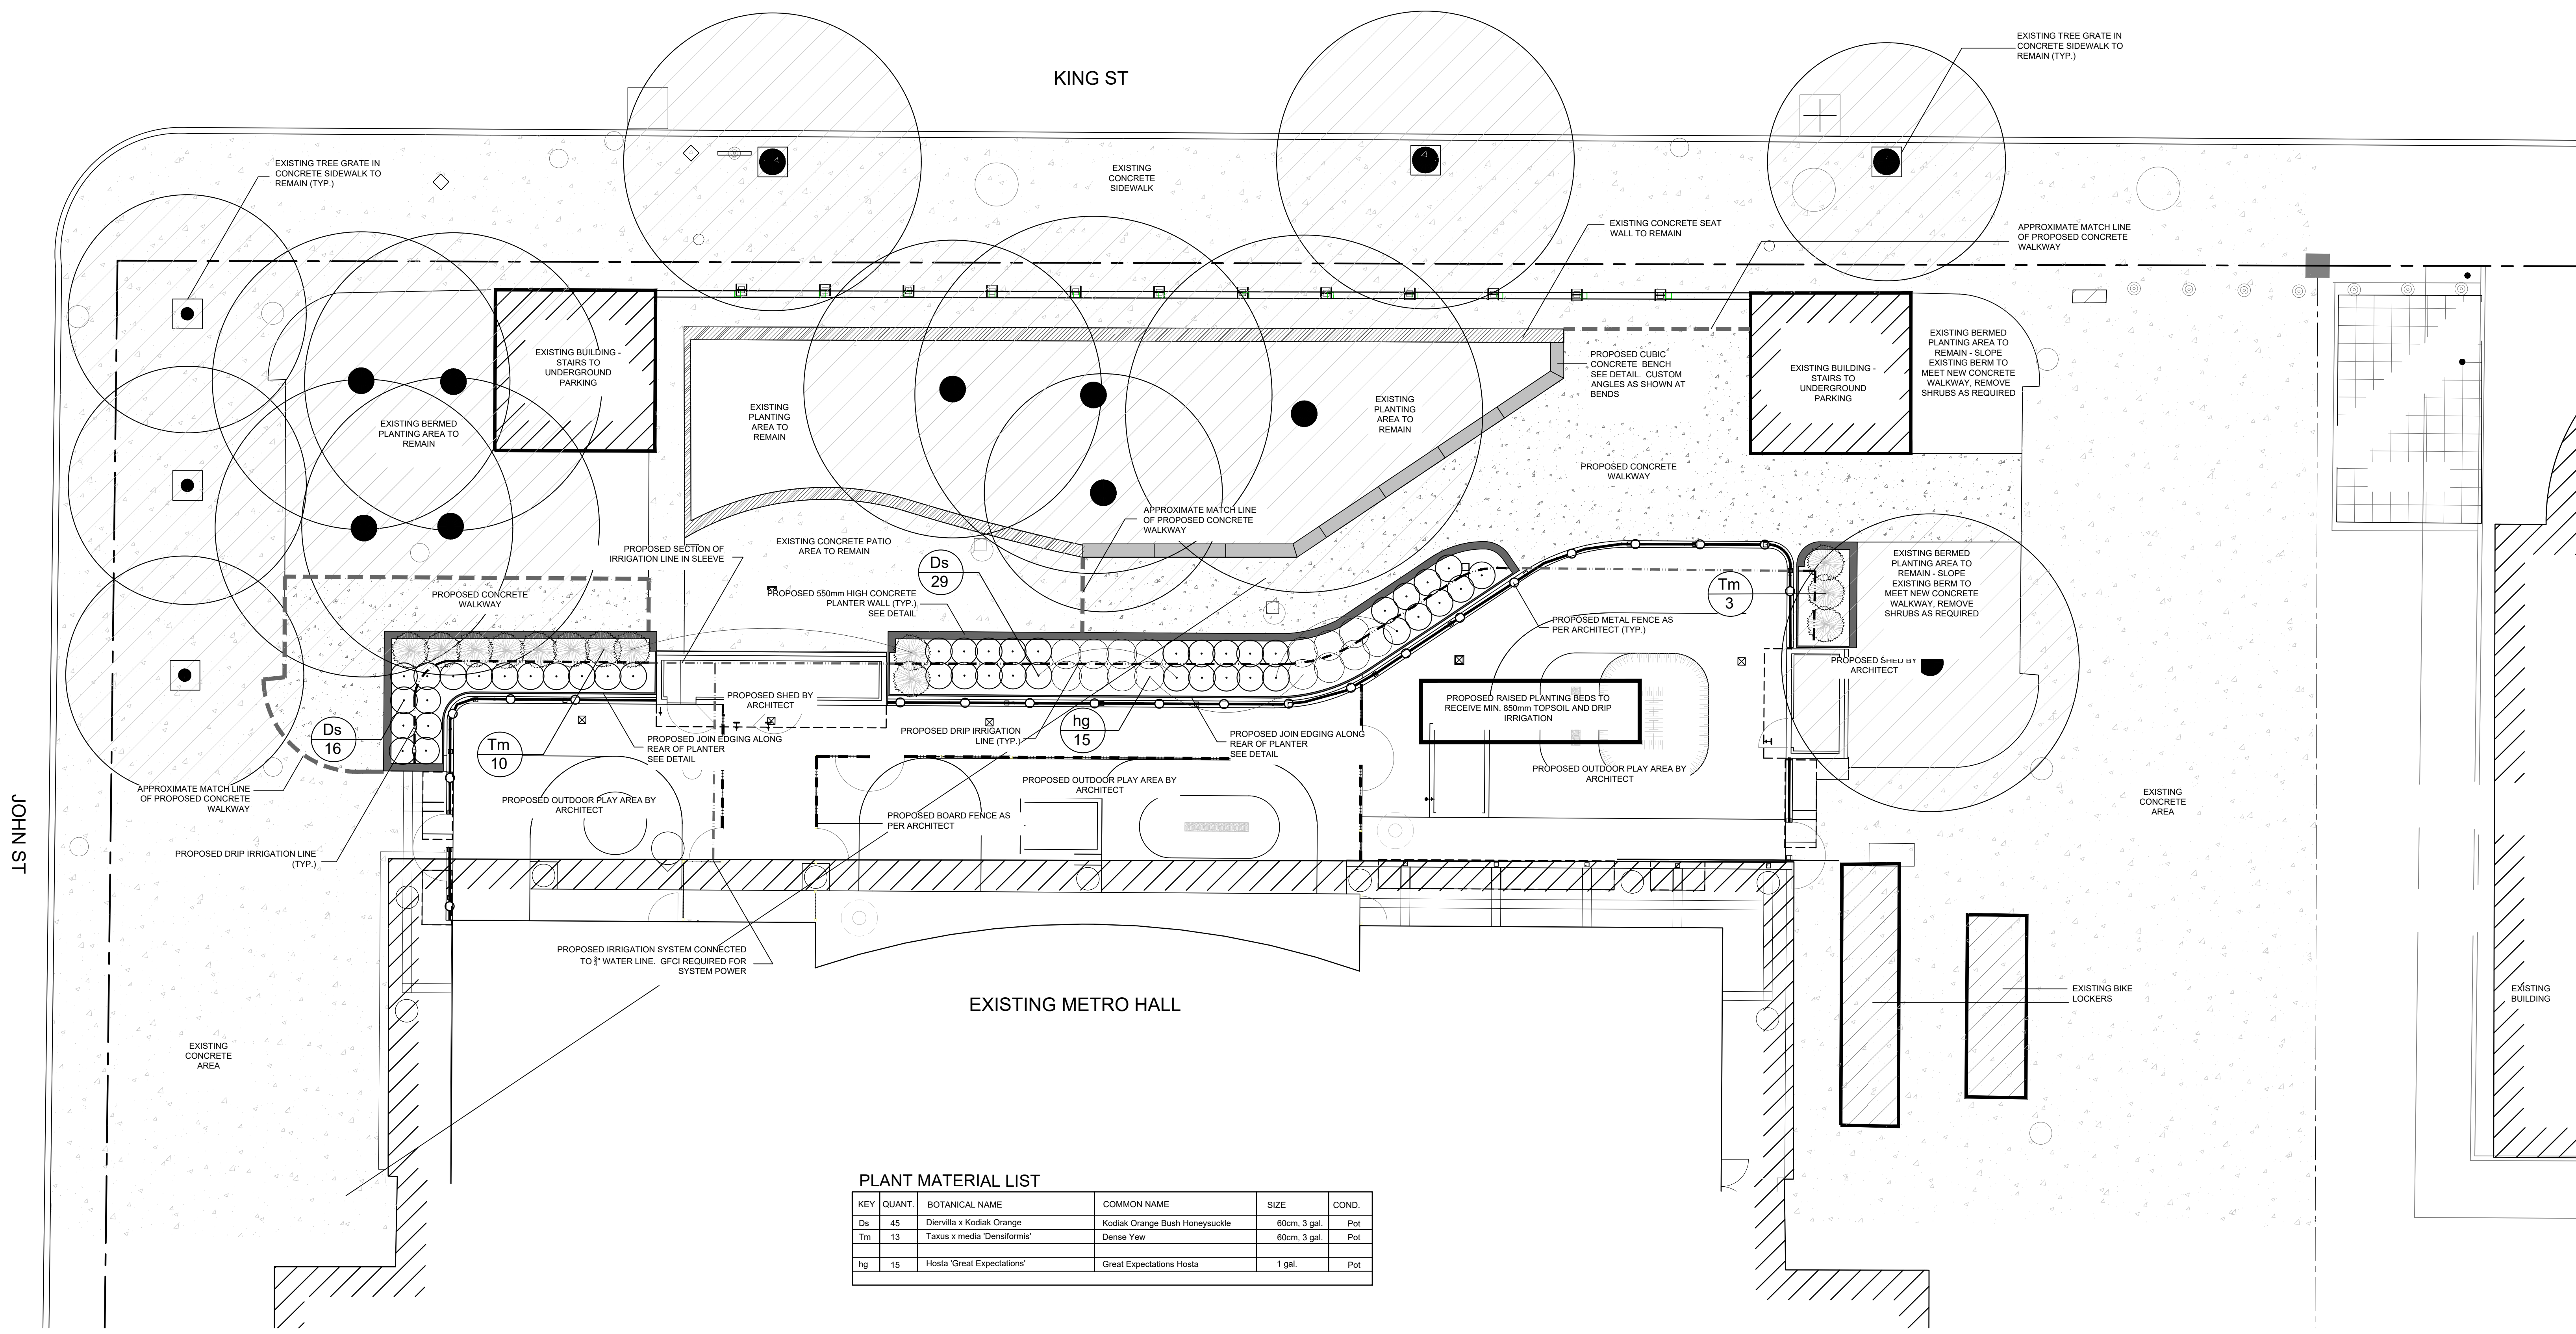 KING ST
EXISTING TREE GRATE IN
CONCRETE SIDEWALK TO
REMAIN (TYP.)
EXISTING TREE GRATE IN
CONCRETE SIDEWALK TO
REMAIN (TYP.)
EXISTING
CONCRETE
SIDEWALK
EXISTING CONCRETE SEAT
WALL TO REMAIN
APPROXIMATE MATCH LINE
OF PROPOSED CONCRETE
WALKWAY
EXISTING BUILDING -
STAIRS TO
UNDERGROUND
PARKING
PROPOSED CUBIC
CONCRETE BENCH
SEE DETAIL. CUSTOM
ANGLES AS SHOWN AT
BENDS
EXISTING BUILDING -
STAIRS TO
UNDERGROUND
PARKING
EXISTING BERMED
PLANTING AREA TO
REMAIN - SLOPE
EXISTING BERM TO
MEET NEW CONCRETE
WALKWAY, REMOVE
SHRUBS AS REQUIRED
EXISTING BERMED
PLANTING AREA TO
REMAIN
EXISTING
PLANTING
AREA TO
REMAIN
EXISTING
PLANTING
AREA TO
REMAIN
PROPOSED CONCRETE
WALKWAY
APPROXIMATE MATCH LINE
OF PROPOSED CONCRETE
WALKWAY
PROPOSED SECTION OF
IRRIGATION LINE IN SLEEVE
EXISTING CONCRETE PATIO
AREA TO REMAIN
Ds
29
PROPOSED 550mm HIGH CONCRETE
PLANTER WALL (TYP.)
SEE DETAIL
PROPOSED CONCRETE
WALKWAY
Tm
3
EXISTING BERMED
PLANTING AREA TO
REMAIN - SLOPE
EXISTING BERM TO
MEET NEW CONCRETE
WALKWAY, REMOVE
SHRUBS AS REQUIRED
PROPOSED METAL FENCE AS
PER ARCHITECT (TYP.)
PROPOSED SHED BY
ARCHITECT
PROPOSED SHED BY
ARCHITECT
PROPOSED RAISED PLANTING BEDS TO
RECEIVE MIN. 850mm TOPSOIL AND DRIP
IRRIGATION
Ds
16
Tm
10
PROPOSED JOIN EDGING ALONG
REAR OF PLANTER
SEE DETAIL
PROPOSED DRIP IRRIGATION
LINE (TYP.)
hg
15
PROPOSED JOIN EDGING ALONG
REAR OF PLANTER
SEE DETAIL
PROPOSED OUTDOOR PLAY AREA BY
ARCHITECT
PROPOSED OUTDOOR PLAY AREA BY
ARCHITECT
PROPOSED OUTDOOR PLAY AREA BY
ARCHITECT
APPROXIMATE MATCH LINE
OF PROPOSED CONCRETE
WALKWAY
PROPOSED BOARD FENCE AS
PER ARCHITECT
EXISTING
CONCRETE
AREA
JOHN ST
PROPOSED DRIP IRRIGATION LINE
(TYP.)
PROPOSED IRRIGATION SYSTEM CONNECTED
TO ¾" WATER LINE. GFCI REQUIRED FOR
SYSTEM POWER
EXISTING METRO HALL
EXISTING BIKE
LOCKERS
EXISTING
BUILDING
EXISTING
CONCRETE
AREA
PLANT MATERIAL LIST
KEY QUANT. BOTANICAL NAME COMMON NAME SIZE COND.
Ds 45 Diervilla x Kodiak Orange Kodiak Orange Bush Honeysuckle 60cm, 3 gal. Pot
Tm 13 Taxus x media 'Densiformis' Dense Yew 60cm, 3 gal. Pot
hg 15 Hosta 'Great Expectations' Great Expectations Hosta 1 gal. Pot